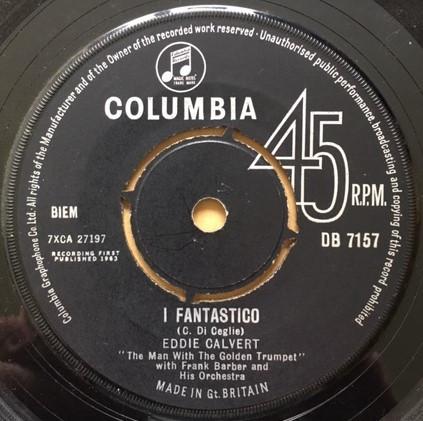 Columbia Graphophone Co. Ltd. · All rights of the Manufacturer and of the Owner of the recorded work reserved · Unauthorised public performance, broadcasting and copying of this record prohibited
MAGIC NOTES
TRADE MARK
COLUMBIA
45
R.P.M.
BIEM
7XCA 27197
DB 7157
RECORDING FIRST
PUBLISHED 1963
I FANTASTICO
(C. Di Ceglie)
EDDIE CALVERT
"The Man With The Golden Trumpet"
with Frank Barber and
His Orchestra
MADE IN Gt. BRITAIN